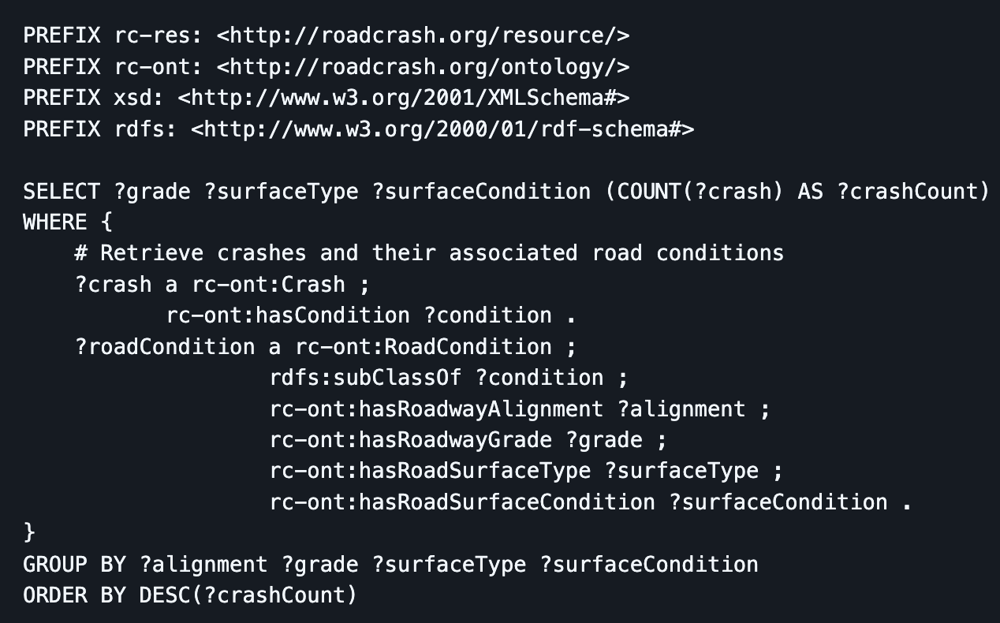 PREFIX rc-res: <http://roadcrash.org/resource/>
PREFIX rc-ont: <http://roadcrash.org/ontology/>
PREFIX xsd: <http://www.w3.org/2001/XMLSchema#>
PREFIX rdfs: <http://www.w3.org/2000/01/rdf-schema#>

SELECT ?grade ?surfaceType ?surfaceCondition (COUNT(?crash) AS ?crashCount)
WHERE {
    # Retrieve crashes and their associated road conditions
    ?crash a rc-ont:Crash ;
           rc-ont:hasCondition ?condition .
    ?roadCondition a rc-ont:RoadCondition ;
                   rdfs:subClassOf ?condition ;
                   rc-ont:hasRoadwayAlignment ?alignment ;
                   rc-ont:hasRoadwayGrade ?grade ;
                   rc-ont:hasRoadSurfaceType ?surfaceType ;
                   rc-ont:hasRoadSurfaceCondition ?surfaceCondition .
}
GROUP BY ?alignment ?grade ?surfaceType ?surfaceCondition
ORDER BY DESC(?crashCount)